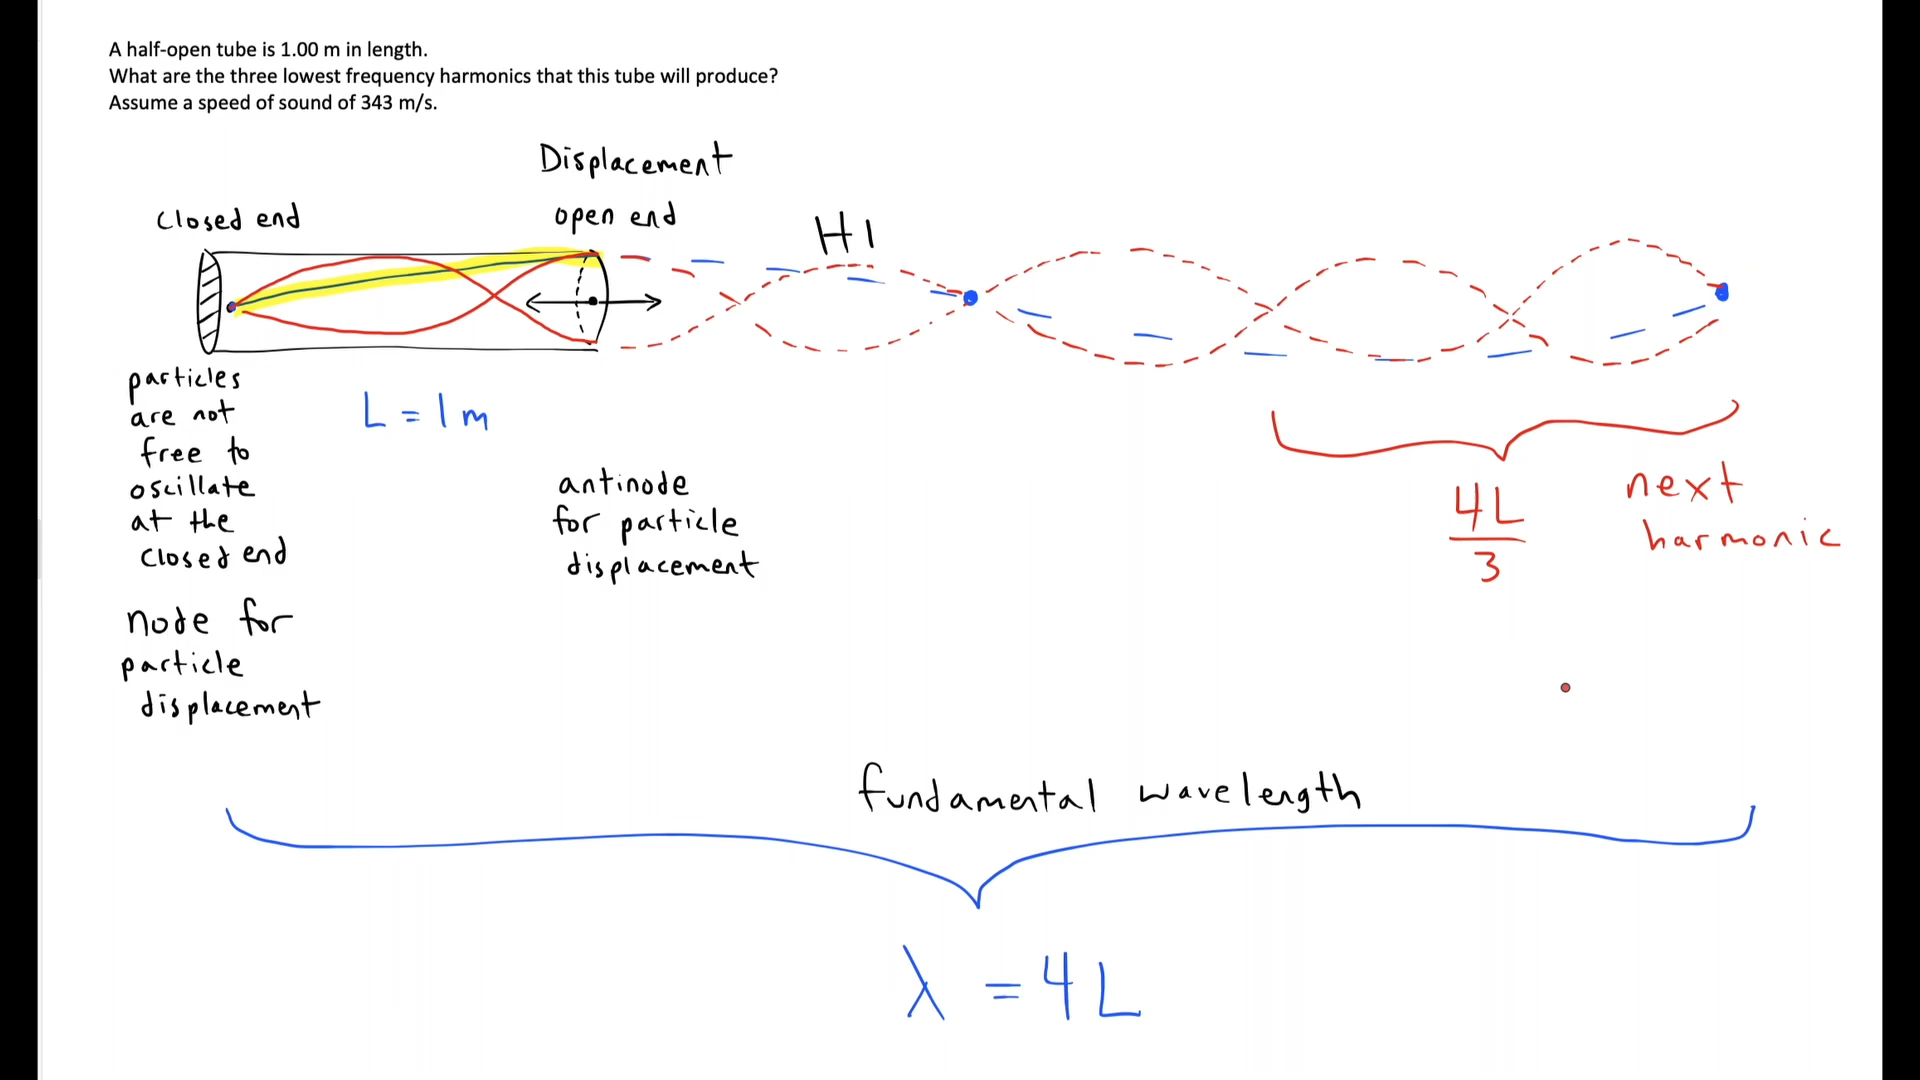 A half-open tube is 1.00 m in length.
What are the three lowest frequency harmonics that this tube will produce?
Assume a speed of sound of 343 m/s.
Displacement
Closed end
open end
H1
particles
are not
free to
oscillate
at the
closed end
L = 1 m
antinode
for particle
displacement
4L
3
next
harmonic
node for
particle
displacement
fundamental wavelength
λ = 4L